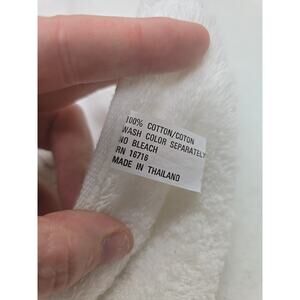 100% COTTON/COTON
WASH COLOR SEPARATELY
NO BLEACH
RN 16716
MADE IN THAILAND